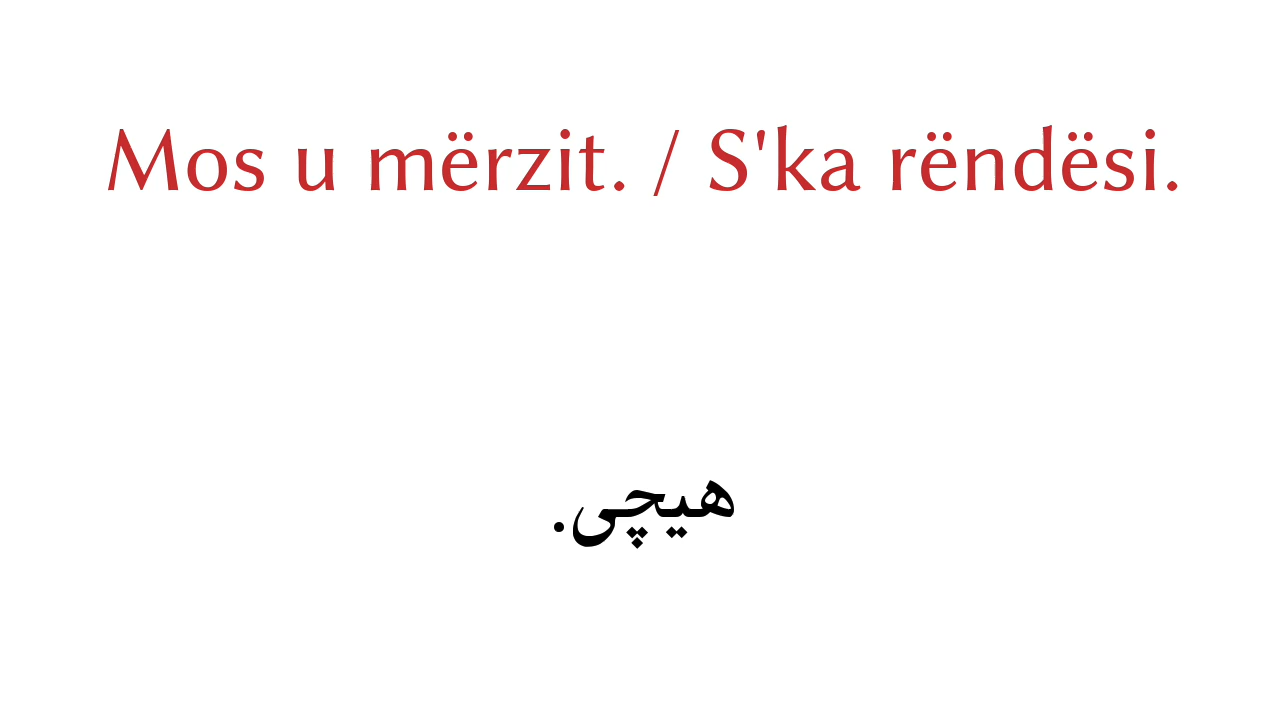 Mos u mërzit. / S'ka rëndësi.
هیچی.